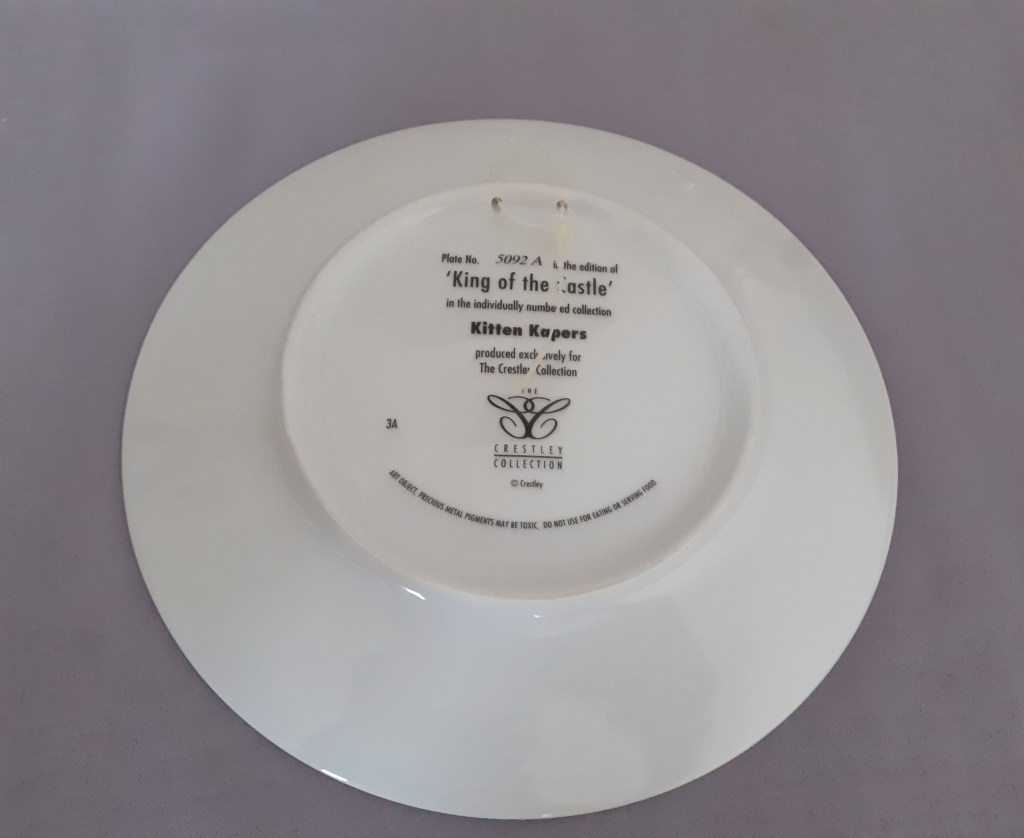 Plate No. 5092 A in the edition of
'King of the Castle'
in the individually numbered collection
Kitten Kapers
produced exclusively for
The Crestley Collection
THE
CRESTLEY
COLLECTION
© Crestley
3A
ART OBJECT, PRECIOUS METAL PIGMENTS MAY BE TOXIC, DO NOT USE FOR EATING OR SERVING FOOD